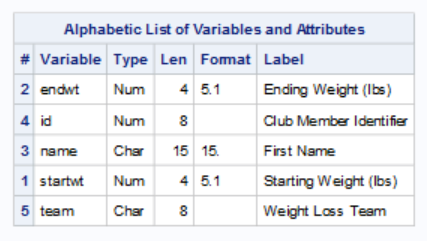 Alphabetic List of Variables and Attributes
# Variable Type Len Format Label
2 endwt Num 4 5.1 Ending Weight (lbs)
4 id Num 8 Club Member Identifier
3 name Char 15 15. First Name
1 startwt Num 4 5.1 Starting Weight (lbs)
5 team Char 8 Weight Loss Team